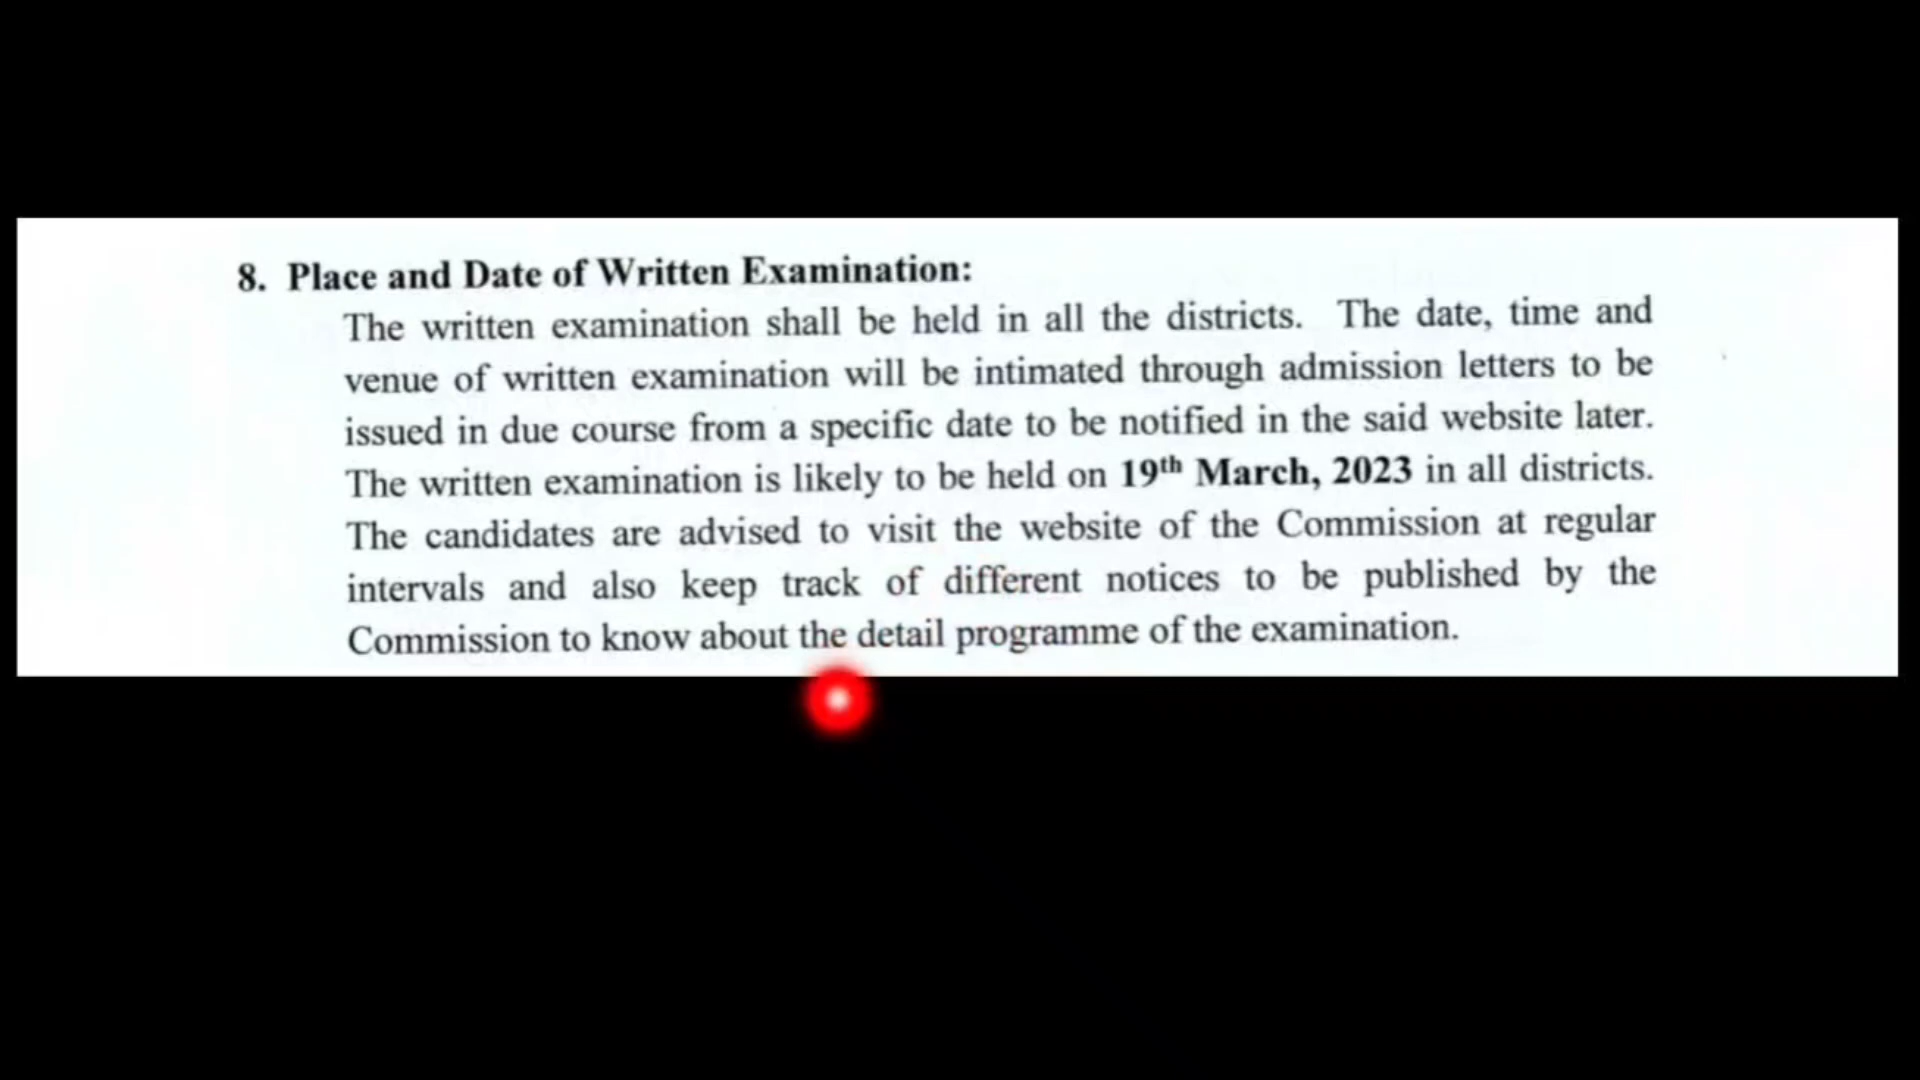 8. Place and Date of Written Examination:
The written examination shall be held in all the districts. The date, time and
venue of written examination will be intimated through admission letters to be
issued in due course from a specific date to be notified in the said website later.
The written examination is likely to be held on 19th March, 2023 in all districts.
The candidates are advised to visit the website of the Commission at regular
intervals and also keep track of different notices to be published by the
Commission to know about the detail programme of the examination.